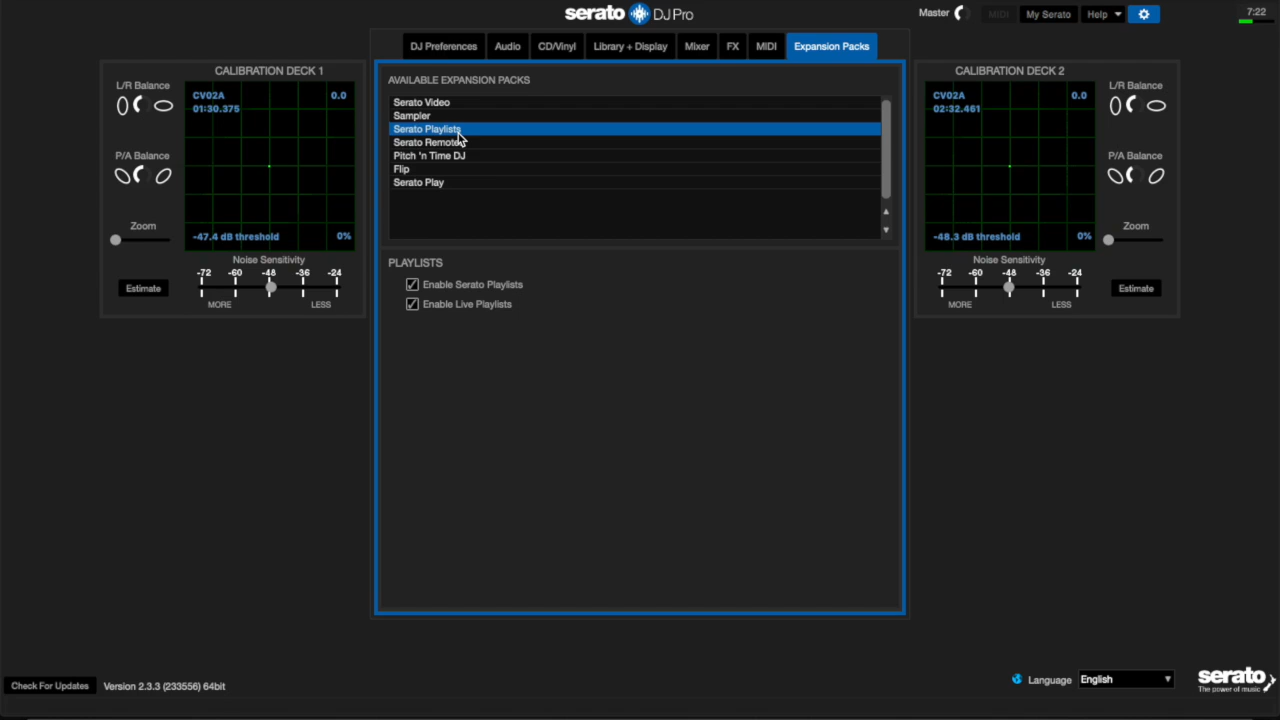 serato DJ Pro
Master
MIDI
My Serato
Help
7:22
DJ Preferences
Audio
CD/Vinyl
Library + Display
Mixer
FX
MIDI
Expansion Packs
CALIBRATION DECK 1
L/R Balance
CV02A
0.0
01:30.375
P/A Balance
Zoom
-47.4 dB threshold
0%
Noise Sensitivity
-72 -60 -48 -36 -24
Estimate
MORE
LESS
AVAILABLE EXPANSION PACKS
Serato Video
Sampler
Serato Playlists
Serato Remote
Pitch 'n Time DJ
Flip
Serato Play
PLAYLISTS
Enable Serato Playlists
Enable Live Playlists
CALIBRATION DECK 2
L/R Balance
CV02A
0.0
02:32.461
P/A Balance
Zoom
-48.3 dB threshold
0%
Noise Sensitivity
-72 -60 -48 -36 -24
Estimate
MORE
LESS
Check For Updates
Version 2.3.3 (233556) 64bit
Language
English
serato
The power of music